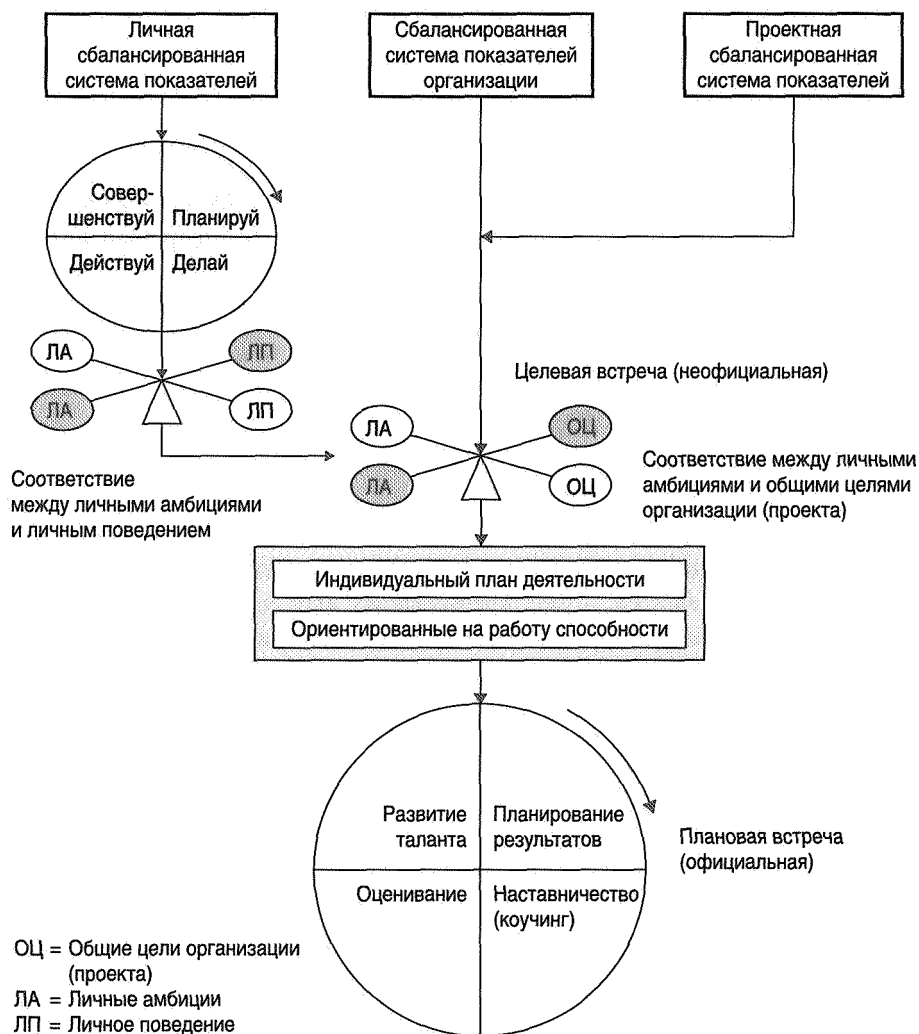 Личная
сбалансированная
система показателей
Сбалансированная
система показателей
организации
Проектная
сбалансированная
система показателей
Совер-
шенствуй
Планируй
Действуй
Делай
ЛА
ЛП
ЛА
ЛП
Соответствие
между личными амбициями
и личным поведением
Целевая встреча (неофициальная)
ЛА
ОЦ
ЛА
ОЦ
Соответствие между личными
амбициями и общими целями
организации (проекта)
Индивидуальный план деятельности
Ориентированные на работу способности
Развитие
таланта
Планирование
результатов
Оценивание
Наставничество
(коучинг)
Плановая встреча
(официальная)
ОЦ = Общие цели организации
(проекта)
ЛА = Личные амбиции
ЛП = Личное поведение